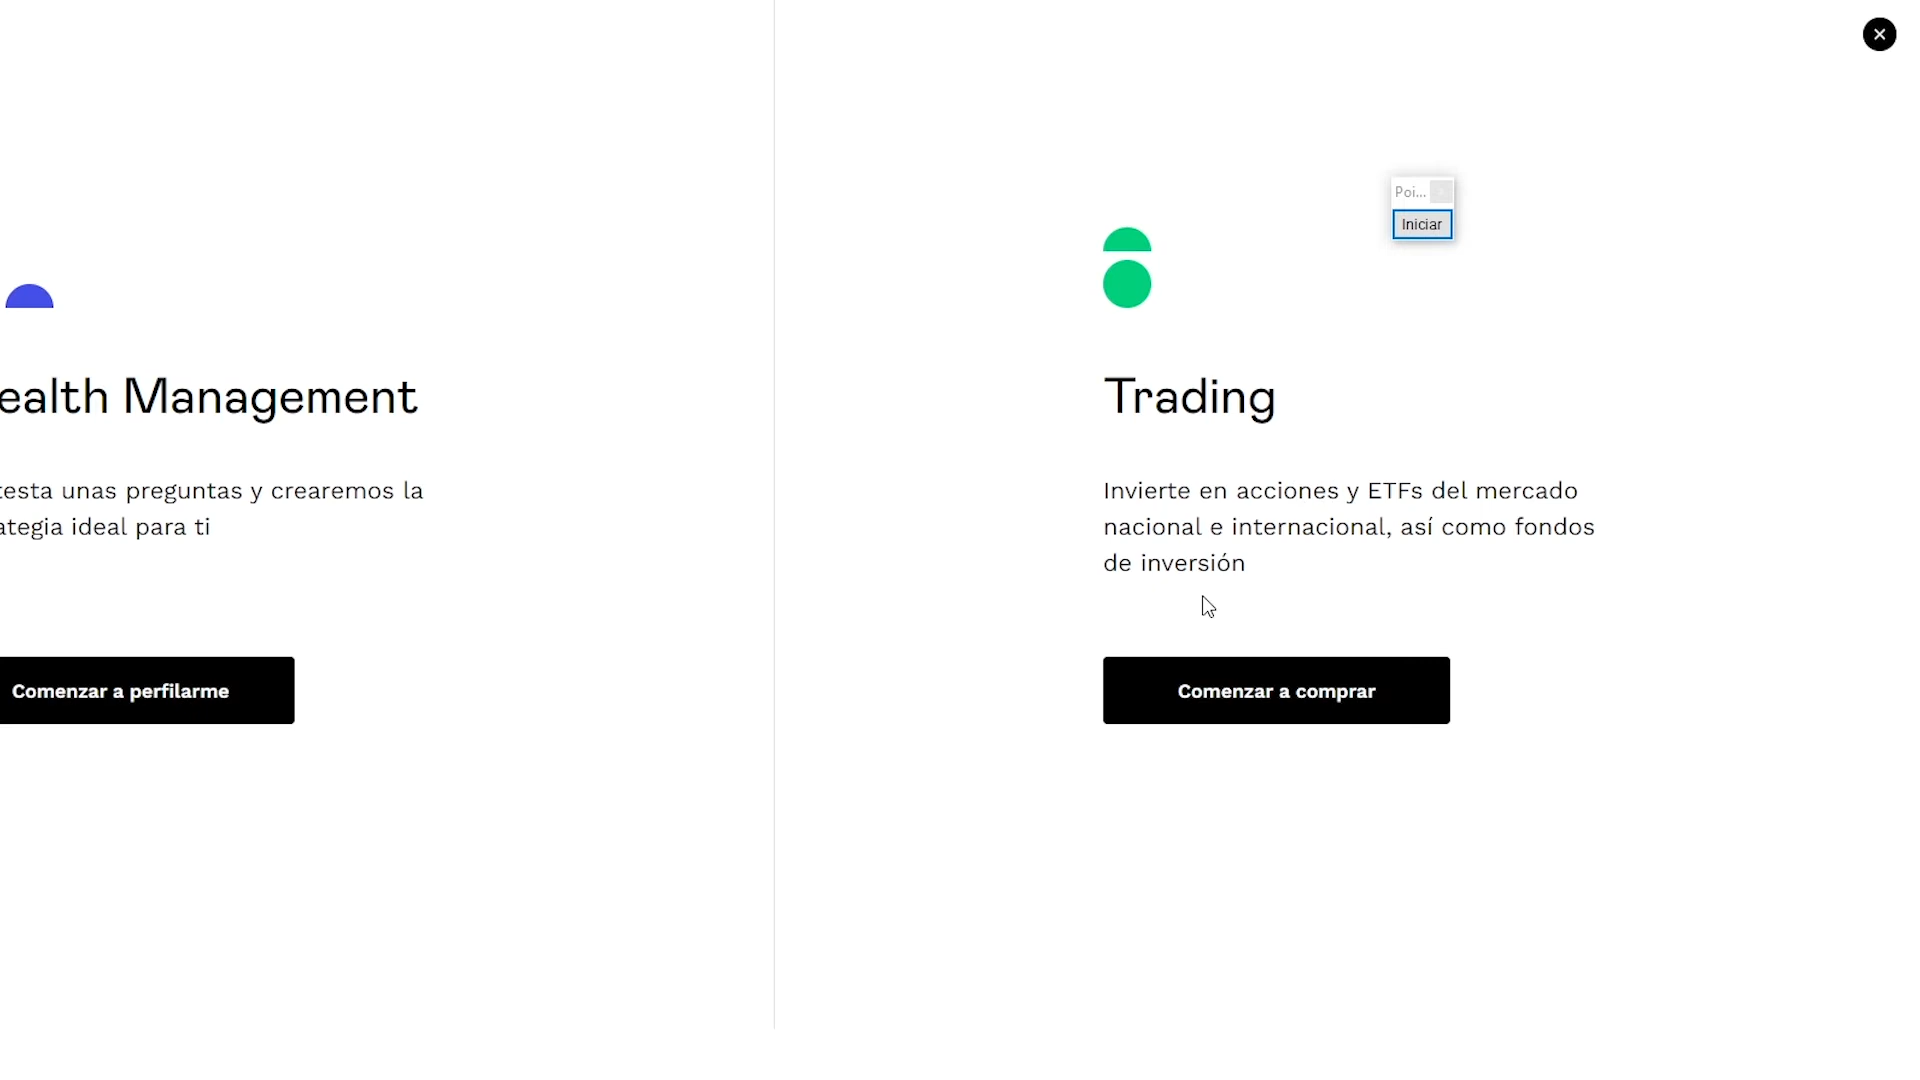 ealth Management
testa unas preguntas y crearemos la
ategia ideal para ti
Comenzar a perfilarme
Poi...
Iniciar
Trading
Invierte en acciones y ETFs del mercado
nacional e internacional, así como fondos
de inversión
Comenzar a comprar